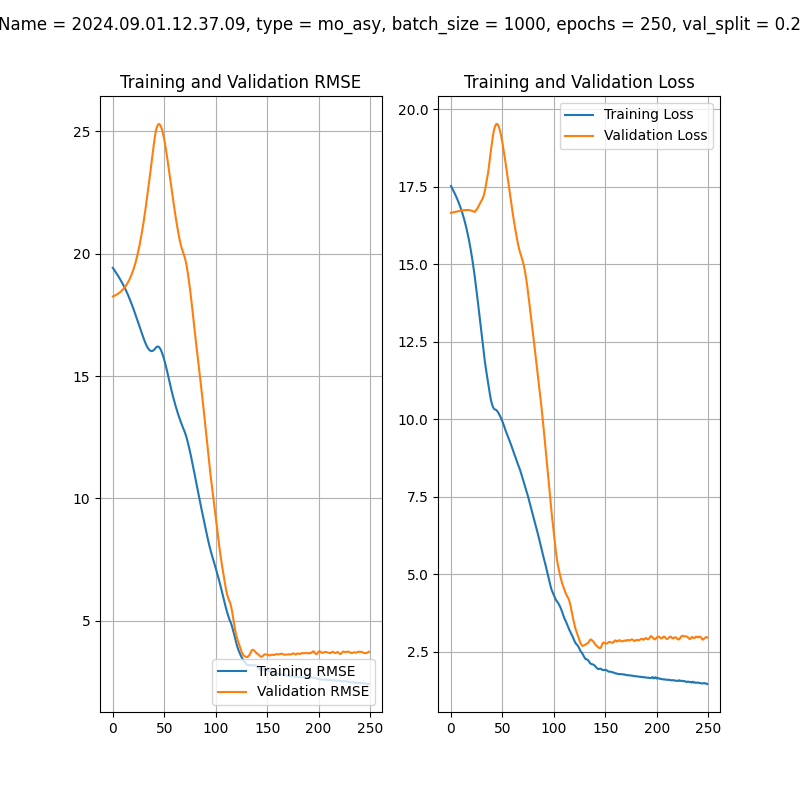 Name = 2024.09.01.12.37.09, type = mo_asy, batch_size = 1000, epochs = 250, val_split = 0.2
Training and Validation RMSE
25
20
15
10
5
0 50 100 150 200 250
Training RMSE
Validation RMSE
Training and Validation Loss
20.0
17.5
15.0
12.5
10.0
7.5
5.0
2.5
0 50 100 150 200 250
Training Loss
Validation Loss